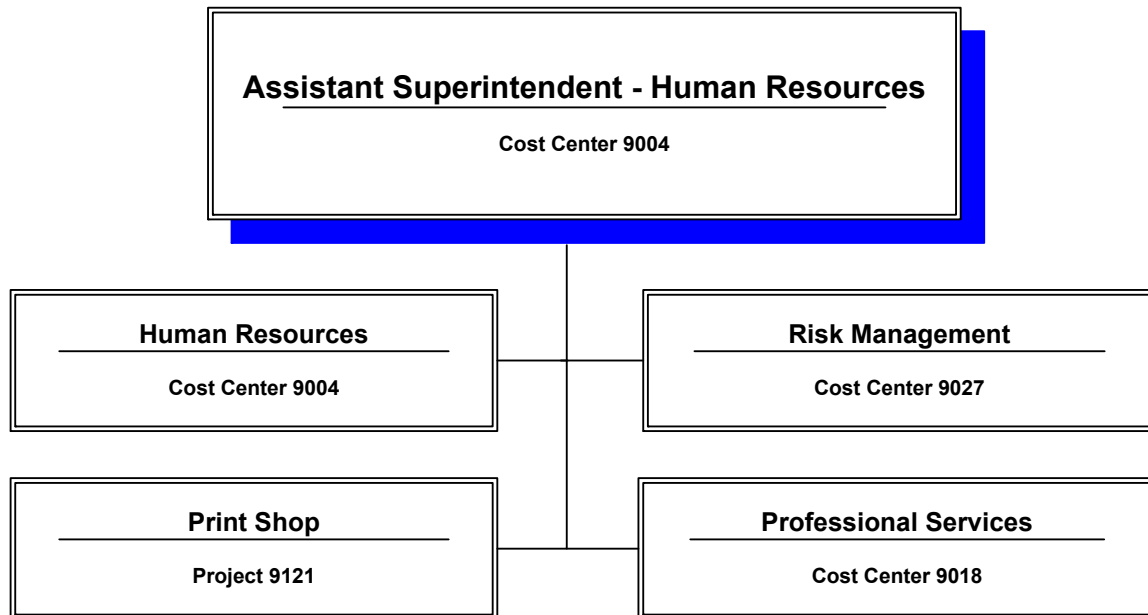 Assistant Superintendent - Human Resources
Cost Center 9004
Human Resources
Cost Center 9004
Risk Management
Cost Center 9027
Print Shop
Project 9121
Professional Services
Cost Center 9018